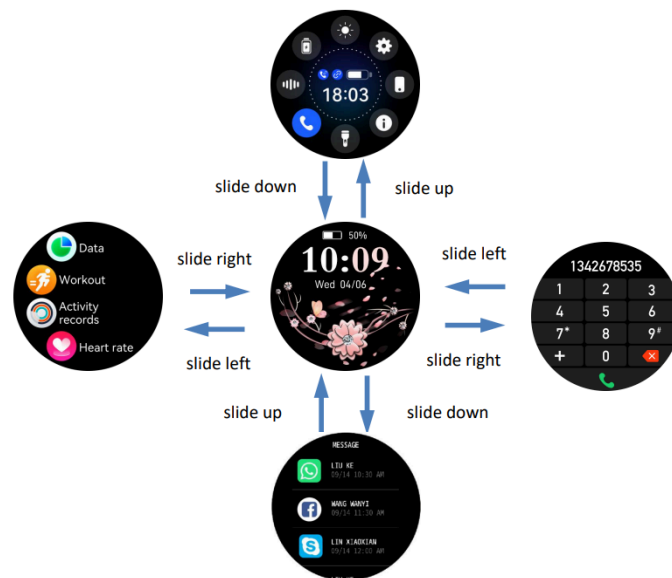 18:03
slide down
slide up
50%
10:09
Wed 04/06
Data
Workout
Activity
records
Heart rate
slide right
slide left
slide left
slide right
1342678535
1 2 3
4 5 6
7* 8 9#
+ 0
slide up
slide down
MESSAGE
LIU KE
09/14 10:30 AM
WANG WANYI
09/14 11:30 AM
LIN XIAOXIAN
09/14 12:00 AM